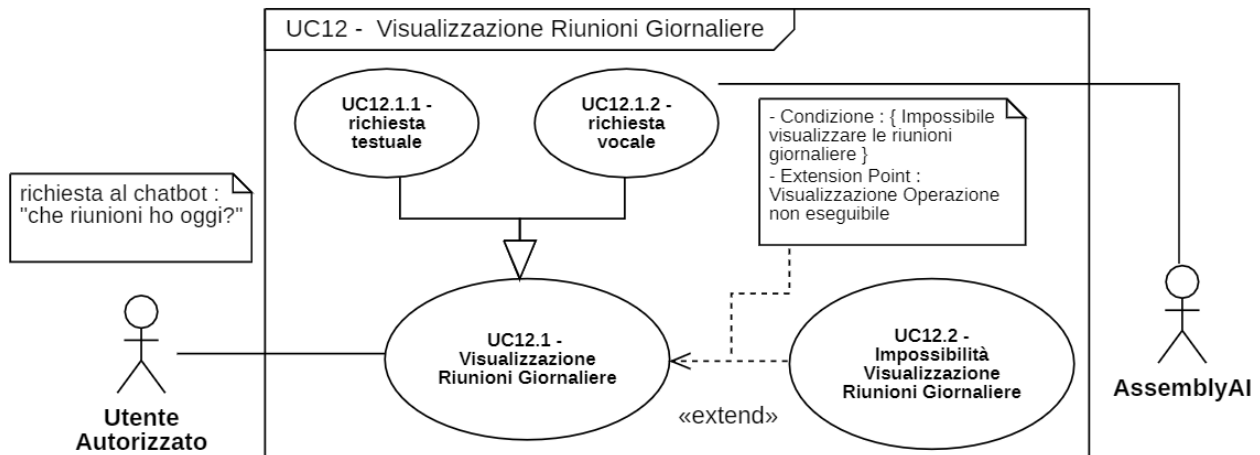 UC12 -  Visualizzazione Riunioni Giornaliere
UC12.1.1 -
richiesta
testuale
UC12.1.2 -
richiesta
vocale
- Condizione : { Impossibile
visualizzare le riunioni
giornaliere }
- Extension Point :
Visualizzazione Operazione
non eseguibile
richiesta al chatbot :
"che riunioni ho oggi?"
UC12.1 -
Visualizzazione
Riunioni Giornaliere
UC12.2 -
Impossibilità
Visualizzazione
Riunioni Giornaliere
«extend»
Utente
Autorizzato
AssemblyAI